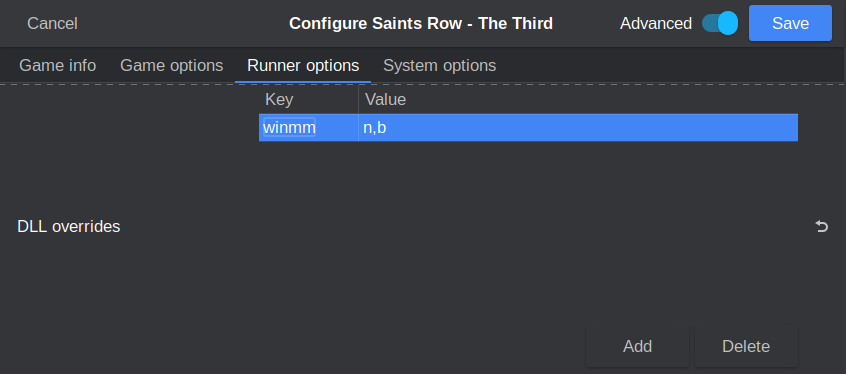 Cancel Configure Saints Row - The Third Advanced Save
Game info Game options Runner options System options
Key Value
winmm n,b
DLL overrides
Add Delete